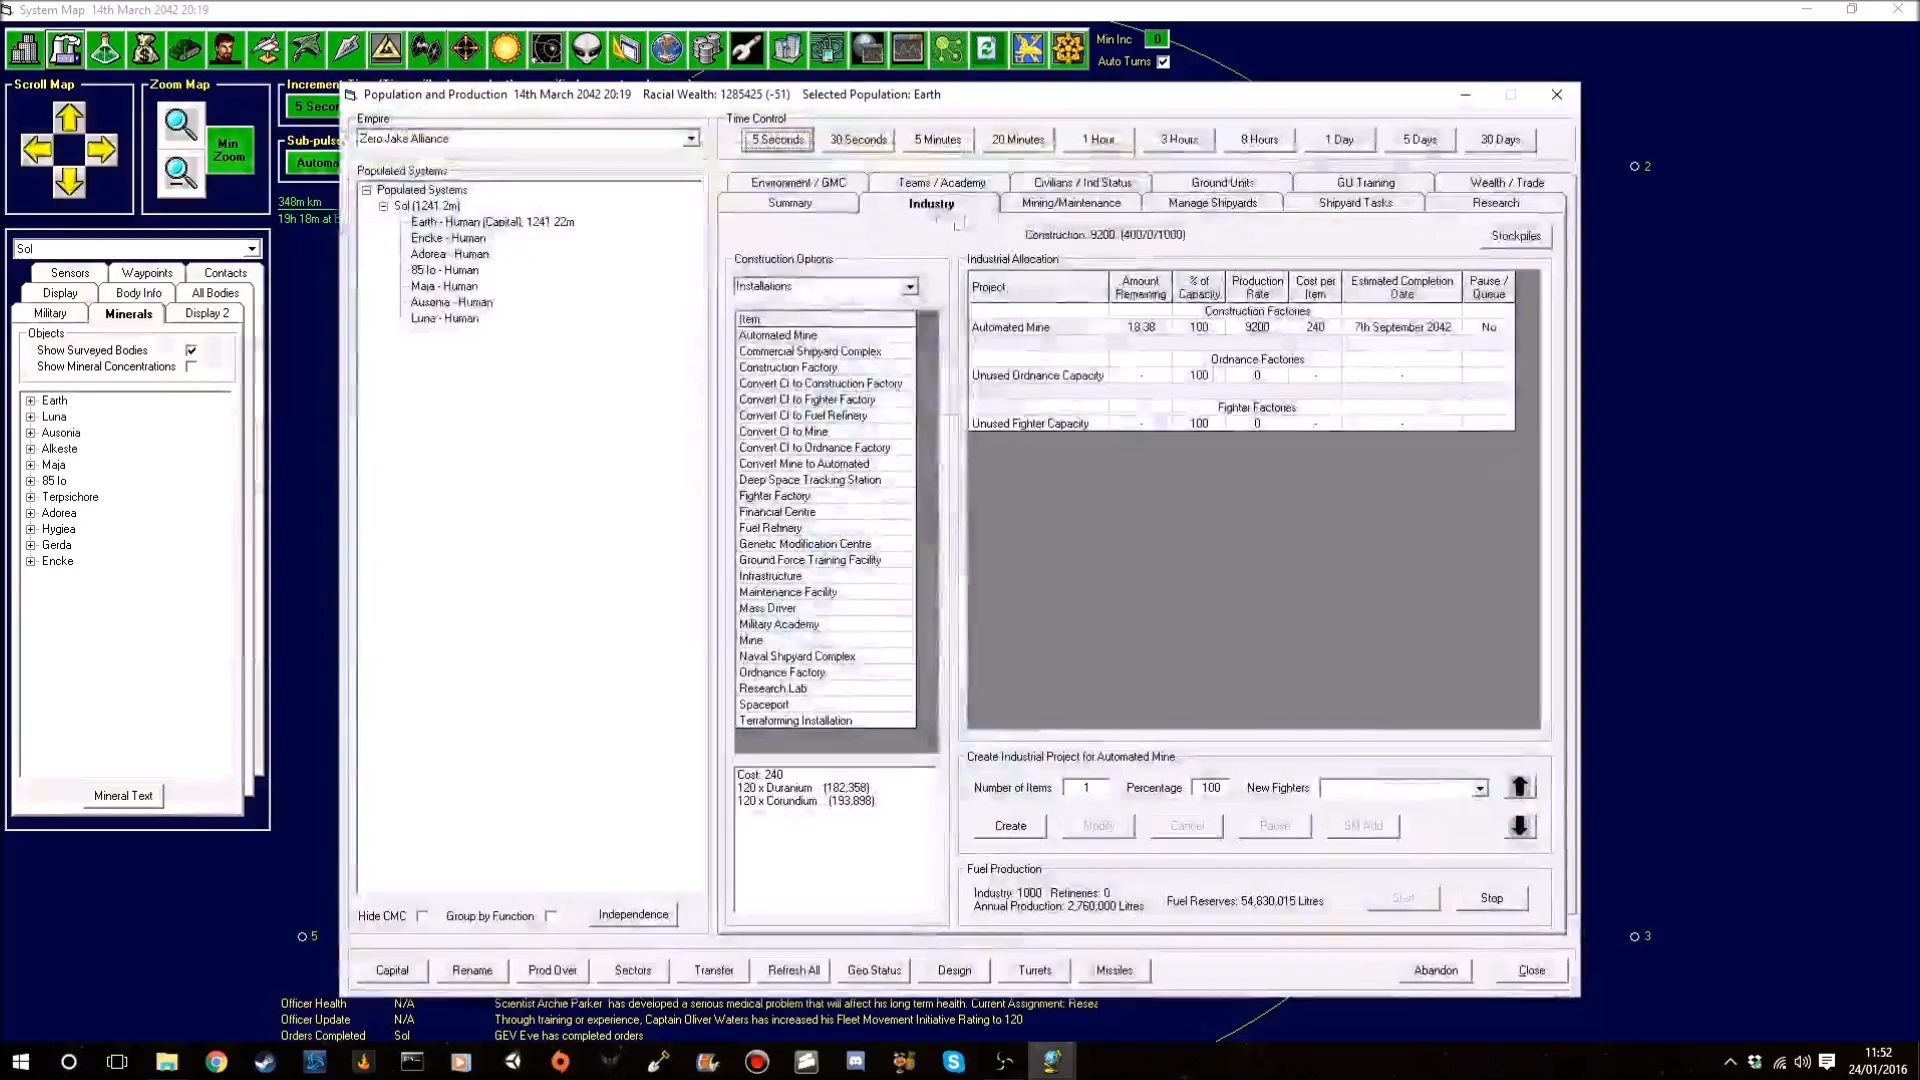 System Map 14th March 2042 20:19
Min Inc 0
Auto Turns
Scroll Map
Zoom Map
Min Zoom
348m km
Sol
Sensors Waypoints Contacts
Display Body Info All Bodies
Military Minerals Display 2
Objects
Show Surveyed Bodies
Show Mineral Concentrations
Earth
Luna
Ausonia
Alkeste
Maja
85 Io
Terpsichore
Adorea
Hygiea
Gerda
Encke
Mineral Text
Population and Production 14th March 2042 20:19 Racial Wealth: 1285425 (-51) Selected Population: Earth
Empire
Zero Jake Alliance
Populated Systems
Populated Systems
Sol (1241.2m)
Earth - Human (Capital): 1241.22m
Encke - Human
Adorea - Human
85 Io - Human
Maja - Human
Ausonia - Human
Luna - Human
Hide CMC Group by Function Independence
Time Control
5 Seconds 30 Seconds 5 Minutes 20 Minutes 1 Hour 3 Hours 8 Hours 1 Day 5 Days 30 Days
Environment / GMC Teams / Academy Civilians / Ind Status Ground Units GU Training Wealth / Trade
Summary Industry Mining/Maintenance Manage Shipyards Shipyard Tasks Research
Construction: 9200 (400/0/1000)
Stockpiles
Construction Options
Installations
Item
Automated Mine
Commercial Shipyard Complex
Construction Factory
Convert CI to Construction Factory
Convert CI to Fighter Factory
Convert CI to Fuel Refinery
Convert CI to Mine
Convert CI to Ordnance Factory
Convert Mine to Automated
Deep Space Tracking Station
Fighter Factory
Financial Centre
Fuel Refinery
Genetic Modification Centre
Ground Force Training Facility
Infrastructure
Maintenance Facility
Mass Driver
Military Academy
Mine
Naval Shipyard Complex
Ordnance Factory
Research Lab
Spaceport
Terraforming Installation
Cost: 240
120 x Duranium (182,358)
120 x Corundium (193,898)
Industrial Allocation
Project Amount Remaining % of Capacity Production Rate Cost per Item Estimated Completion Date Pause / Queue
Construction Factories
Automated Mine 18.38 100 9200 240 7th September 2042 No
Ordnance Factories
Unused Ordnance Capacity - 100 0 - -
Fighter Factories
Unused Fighter Capacity - 100 0 - -
Create Industrial Project for Automated Mine
Number of Items 1 Percentage 100 New Fighters
Create Modify Cancel Pause SM Add
Fuel Production
Industry: 1000 Refineries: 0
Annual Production: 2,760,000 Litres
Fuel Reserves: 54,830,015 Litres
Start Stop
Capital Rename Prod Over Sectors Transfer Refresh All Geo Status Design Turrets Missiles Abandon Close
2
5
3
Officer Health N/A Scientist Archie Parker has developed a serious medical problem that will affect his long term health. Current Assignment: Resea
Officer Update N/A Through training or experience, Captain Oliver Waters has increased his Fleet Movement Initiative Rating to 120
Orders Completed Sol GEV Eve has completed orders
11:52
24/01/2016